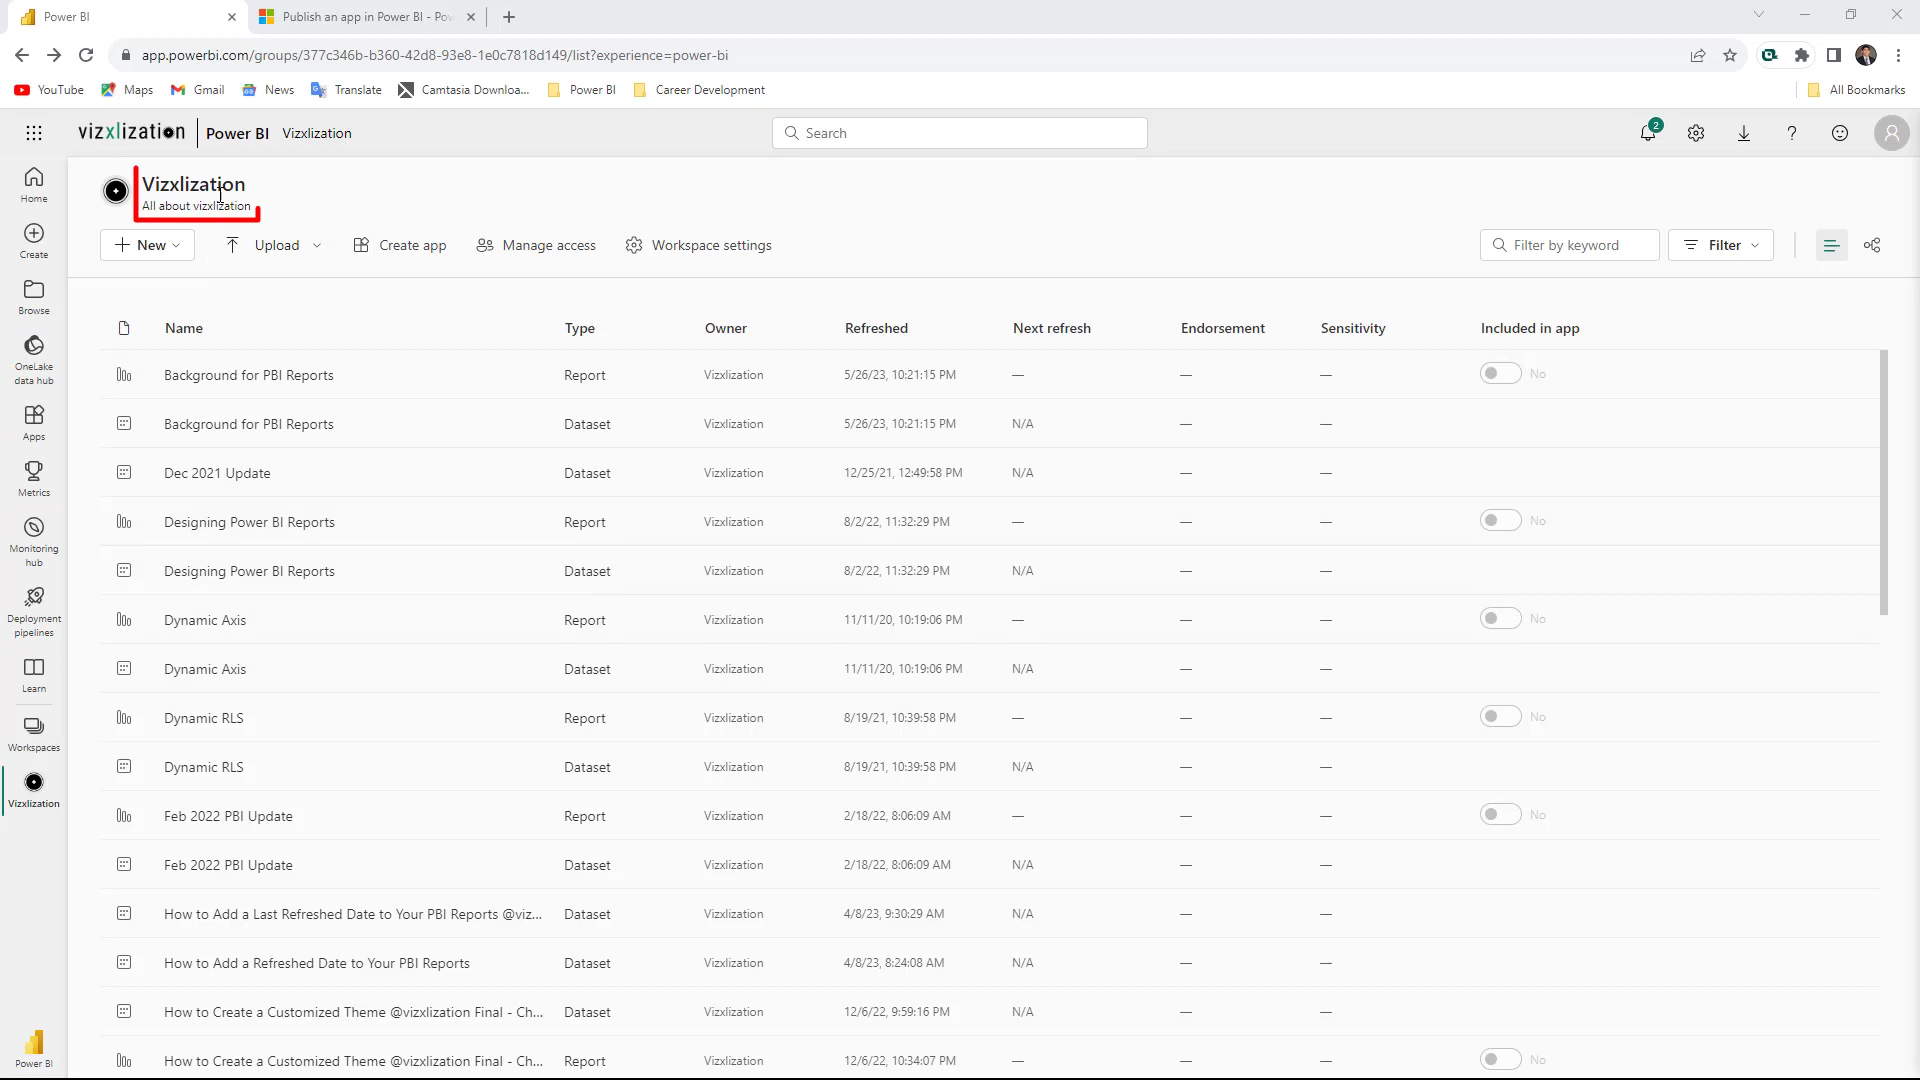 Power BI
Publish an app in Power BI - Pow
app.powerbi.com/groups/377c346b-b360-42d8-93e8-1e0c7818d149/list?experience=power-bi
YouTube Maps Gmail News Translate Camtasia Downloa... Power BI Career Development All Bookmarks
vizxlization Power BI Vizxlization Search 2
Vizxlization
All about vizxlization
New Upload Create app Manage access Workspace settings Filter by keyword Filter
Home
Create
Browse
OneLake
data hub
Apps
Metrics
Monitoring
hub
Deployment
pipelines
Learn
Workspaces
Vizxlization
Power BI
Name Type Owner Refreshed Next refresh Endorsement Sensitivity Included in app
Background for PBI Reports Report Vizxlization 5/26/23, 10:21:15 PM — — — No
Background for PBI Reports Dataset Vizxlization 5/26/23, 10:21:15 PM N/A — —
Dec 2021 Update Dataset Vizxlization 12/25/21, 12:49:58 PM N/A — —
Designing Power BI Reports Report Vizxlization 8/2/22, 11:32:29 PM — — — No
Designing Power BI Reports Dataset Vizxlization 8/2/22, 11:32:29 PM N/A — —
Dynamic Axis Report Vizxlization 11/11/20, 10:19:06 PM — — — No
Dynamic Axis Dataset Vizxlization 11/11/20, 10:19:06 PM N/A — —
Dynamic RLS Report Vizxlization 8/19/21, 10:39:58 PM — — — No
Dynamic RLS Dataset Vizxlization 8/19/21, 10:39:58 PM N/A — —
Feb 2022 PBI Update Report Vizxlization 2/18/22, 8:06:09 AM — — — No
Feb 2022 PBI Update Dataset Vizxlization 2/18/22, 8:06:09 AM N/A — —
How to Add a Last Refreshed Date to Your PBI Reports @viz... Dataset Vizxlization 4/8/23, 9:30:29 AM N/A — —
How to Add a Refreshed Date to Your PBI Reports Dataset Vizxlization 4/8/23, 8:24:08 AM N/A — —
How to Create a Customized Theme @vizxlization Final - Ch... Dataset Vizxlization 12/6/22, 9:59:16 PM N/A — —
How to Create a Customized Theme @vizxlization Final - Ch... Report Vizxlization 12/6/22, 10:34:07 PM — — — No